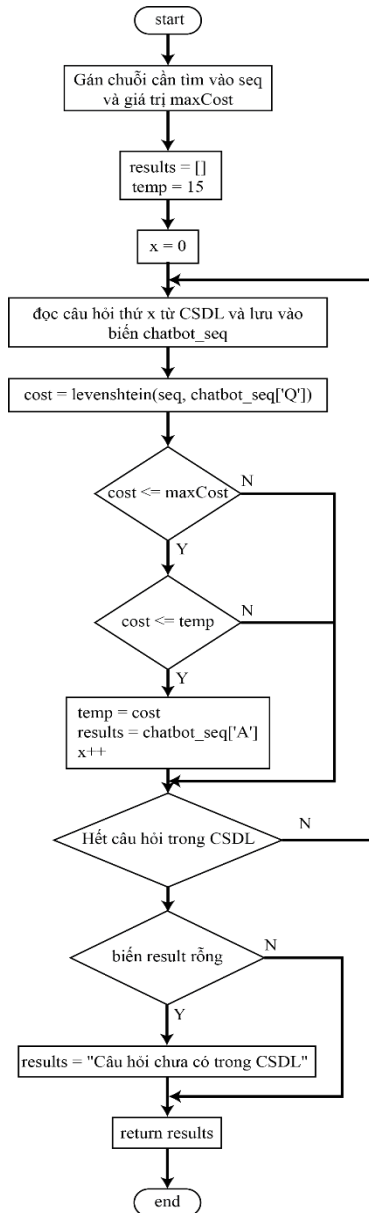 start
Gán chuỗi cần tìm vào seq
và giá trị maxCost
results = []
temp = 15
x = 0
đọc câu hỏi thứ x từ CSDL và lưu vào
biến chatbot_seq
cost = levenshtein(seq, chatbot_seq['Q'])
cost <= maxCost
N
Y
cost <= temp
N
Y
temp = cost
results = chatbot_seq['A']
x++
Hết câu hỏi trong CSDL
N
biến result rỗng
N
Y
results = "Câu hỏi chưa có trong CSDL"
return results
end